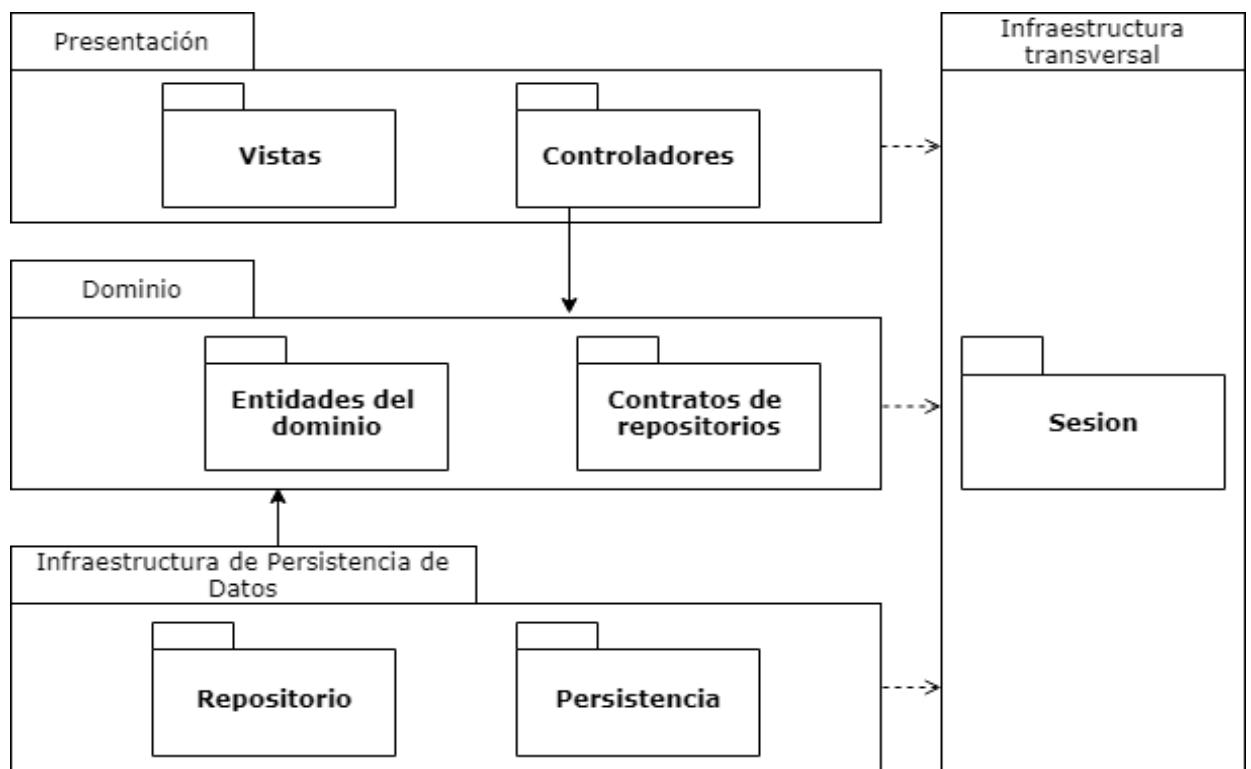 Presentación
Infraestructura
transversal
Vistas
Controladores
Dominio
Entidades del
dominio
Contratos de
repositorios
Sesion
Infraestructura de Persistencia de
Datos
Repositorio
Persistencia